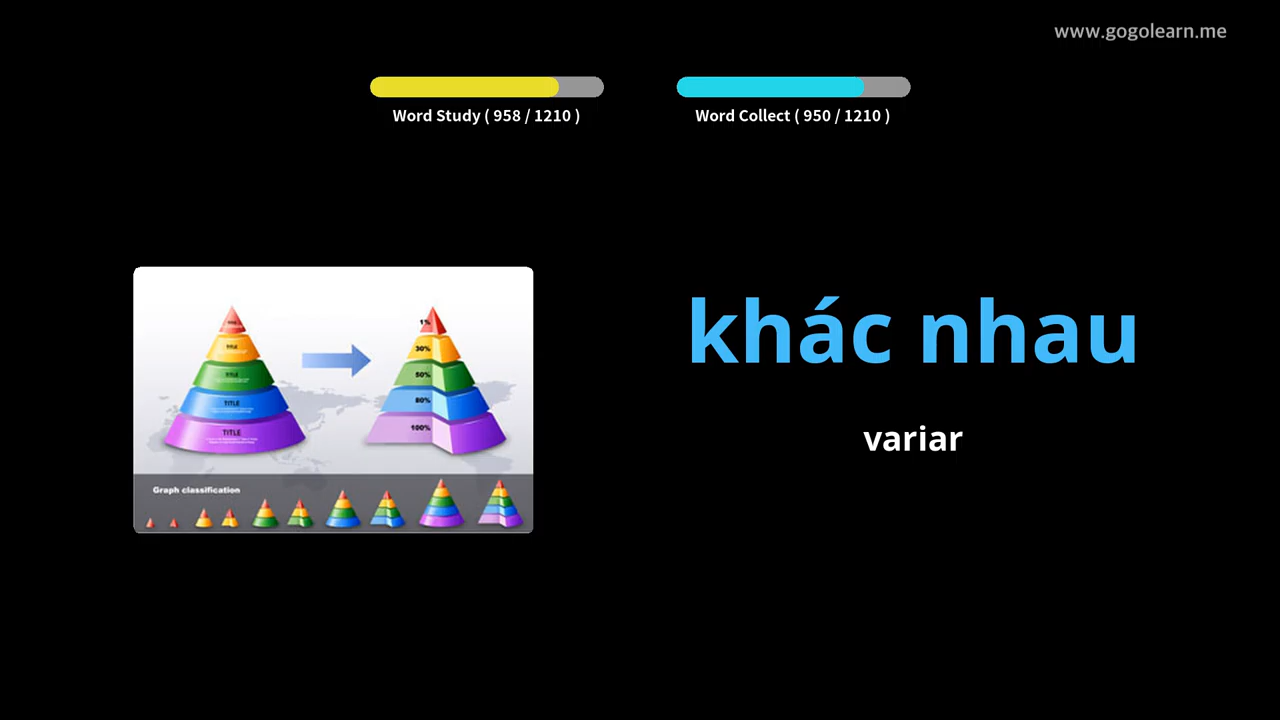 www.gogolearn.me
Word Study ( 958 / 1210 )
Word Collect ( 950 / 1210 )
khác nhau
variar
1%
TITLE
30%
TITLE
50%
TITLE
80%
TITLE
100%
Graph classification